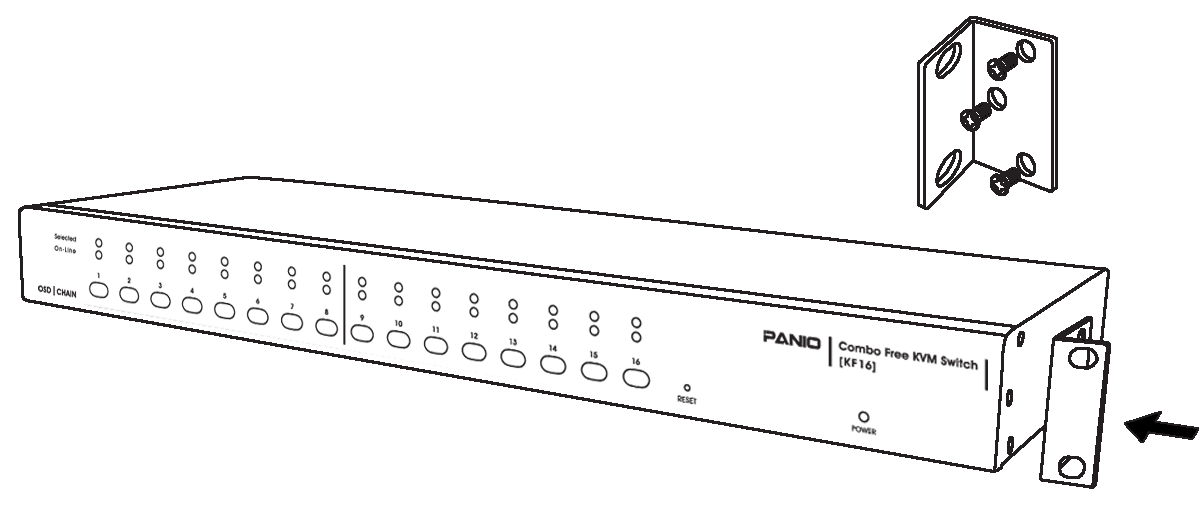 Selected
On-Line
OSD | CHAIN
1 2 3 4 5 6 7 8 9 10 11 12 13 14 15 16
RESET
PANIO
Combo Free KVM Switch
[KF16]
POWER